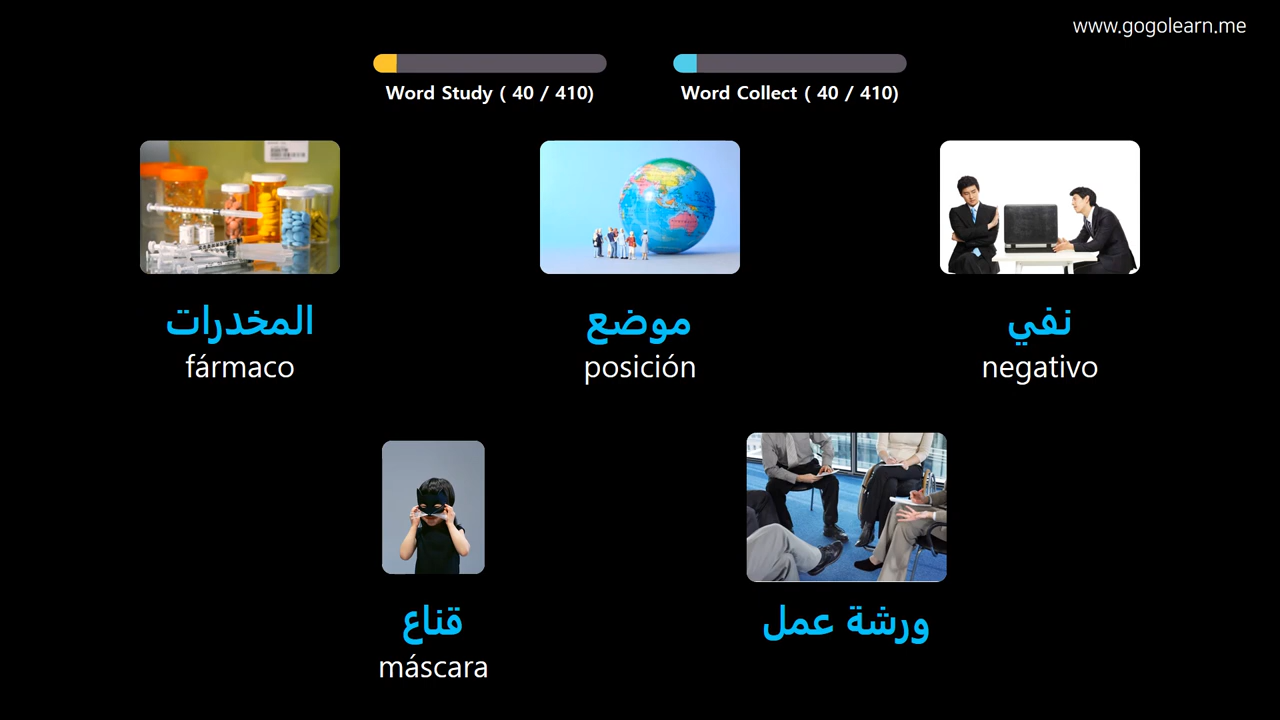 www.gogolearn.me
Word Study ( 40 / 410)
Word Collect ( 40 / 410)
المخدرات
fármaco
موضع
posición
نفي
negativo
قناع
máscara
ورشة عمل